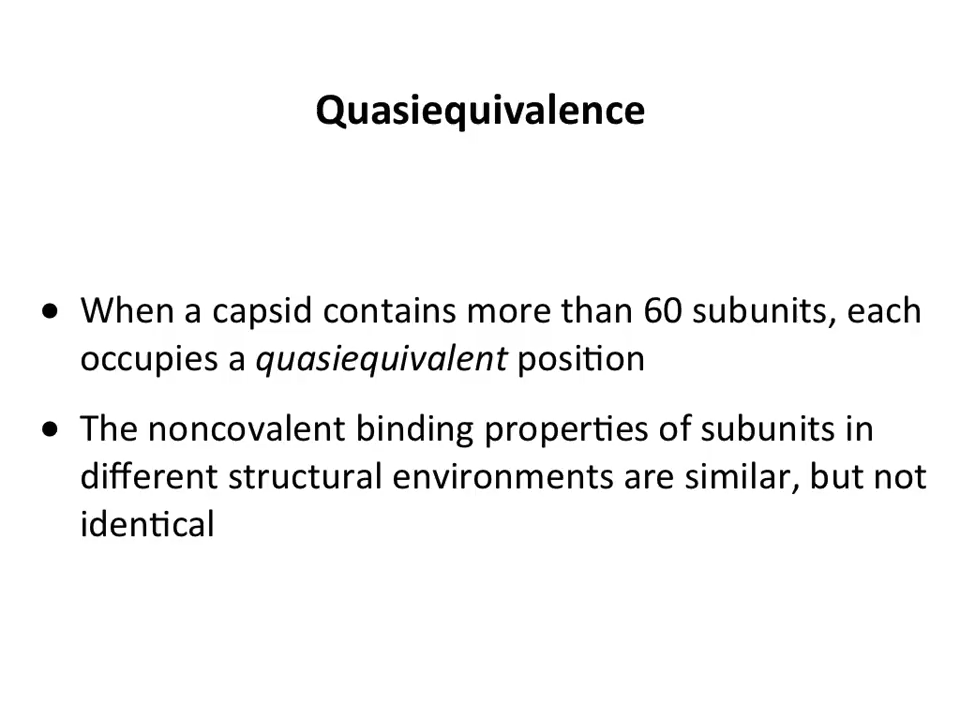 Quasiequivalence
● When a capsid contains more than 60 subunits, each
occupies a quasiequivalent position
● The noncovalent binding properties of subunits in
different structural environments are similar, but not
identical